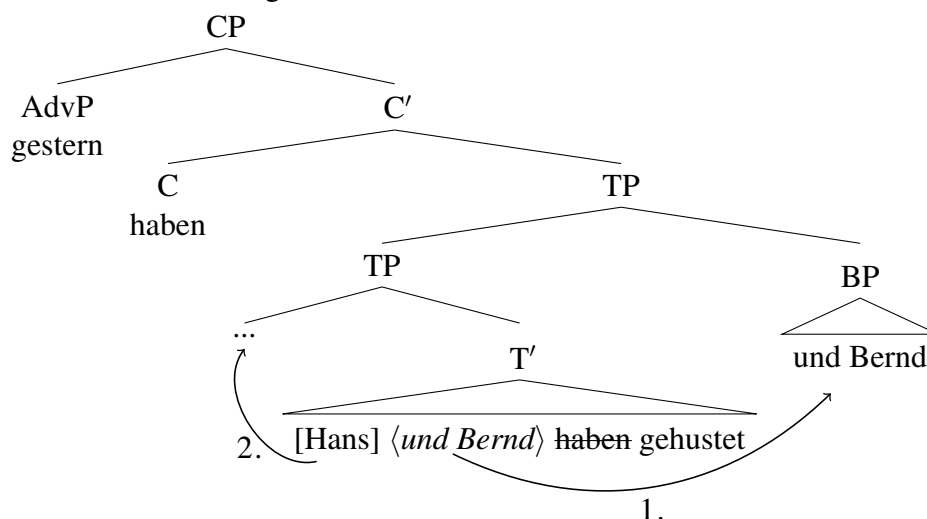 CP
AdvP
gestern
C′
C
haben
TP
TP
BP
...
T′
und Bernd
[Hans] ⟨und Bernd⟩ haben gehustet
2.
1.